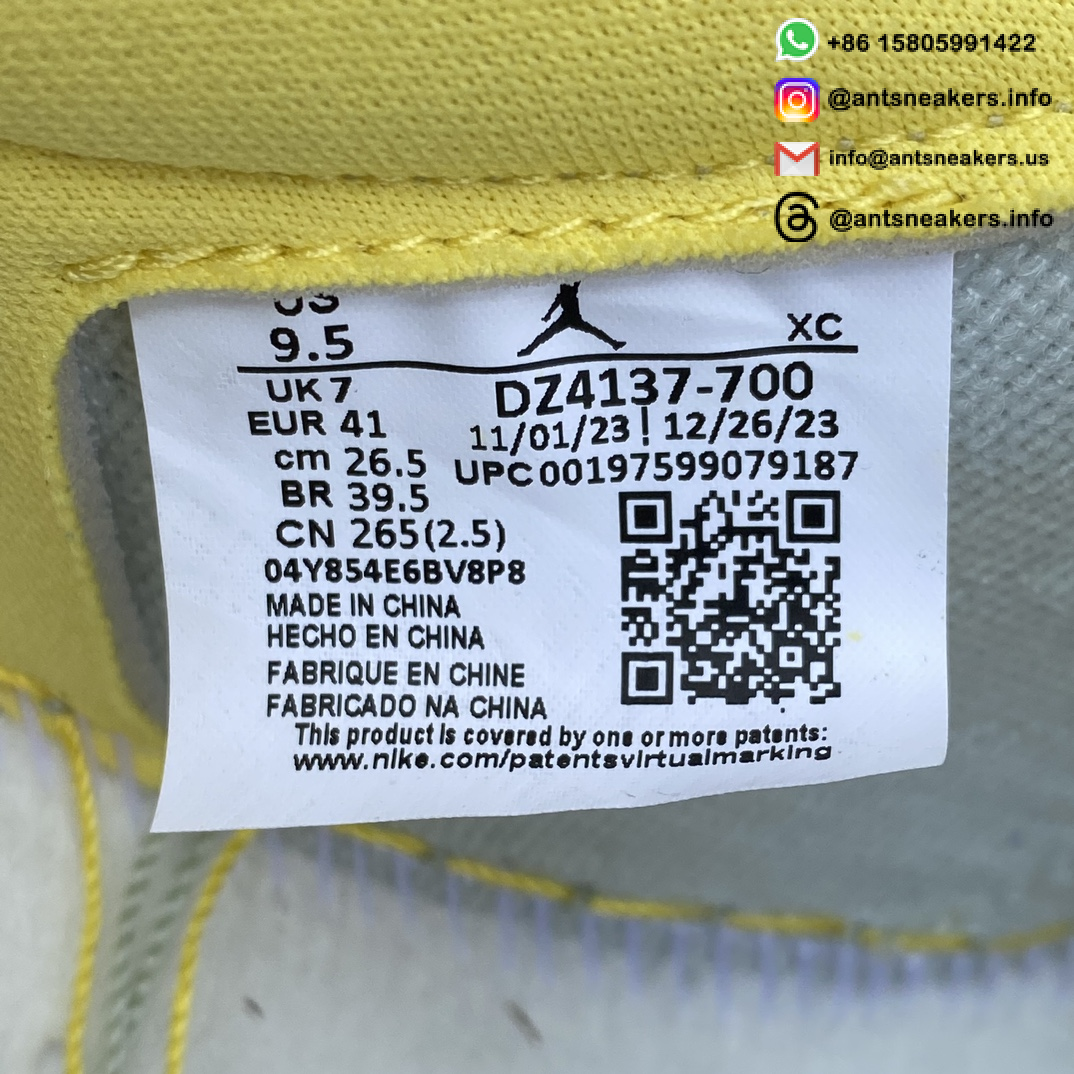 +86 15805991422
@antsneakers.info
info@antsneakers.us
@antsneakers.info
US
9.5
XC
UK 7
DZ4137-700
EUR 41
11/01/23! 12/26/23
cm 26.5
UPC00197599079187
BR 39.5
CN 265(2.5)
04Y854E6BV8P8
MADE IN CHINA
HECHO EN CHINA
FABRIQUE EN CHINE
FABRICADO NA CHINA
This product is covered by one or more patents:
www.nike.com/patentsvirtualmarking